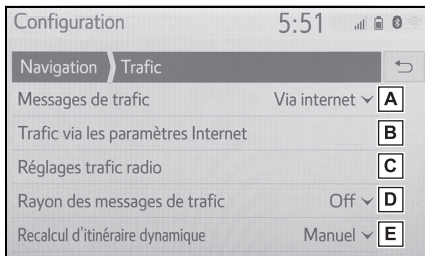 Configuration 5:51
Navigation Trafic
Messages de trafic Via internet A
Trafic via les paramètres Internet B
Réglages trafic radio C
Rayon des messages de trafic Off D
Recalcul d'itinéraire dynamique Manuel E